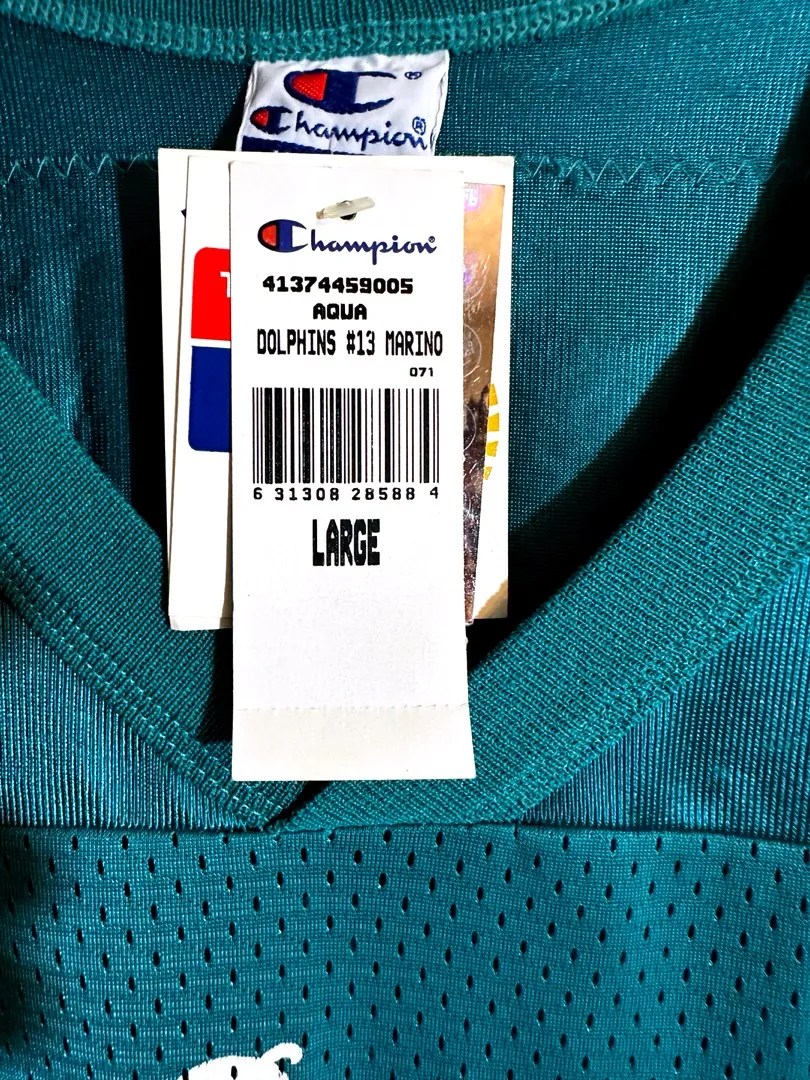 Champion®
Champion®
41374459005
AQUA
DOLPHINS #13 MARINO
071
6 31308 28588 4
LARGE